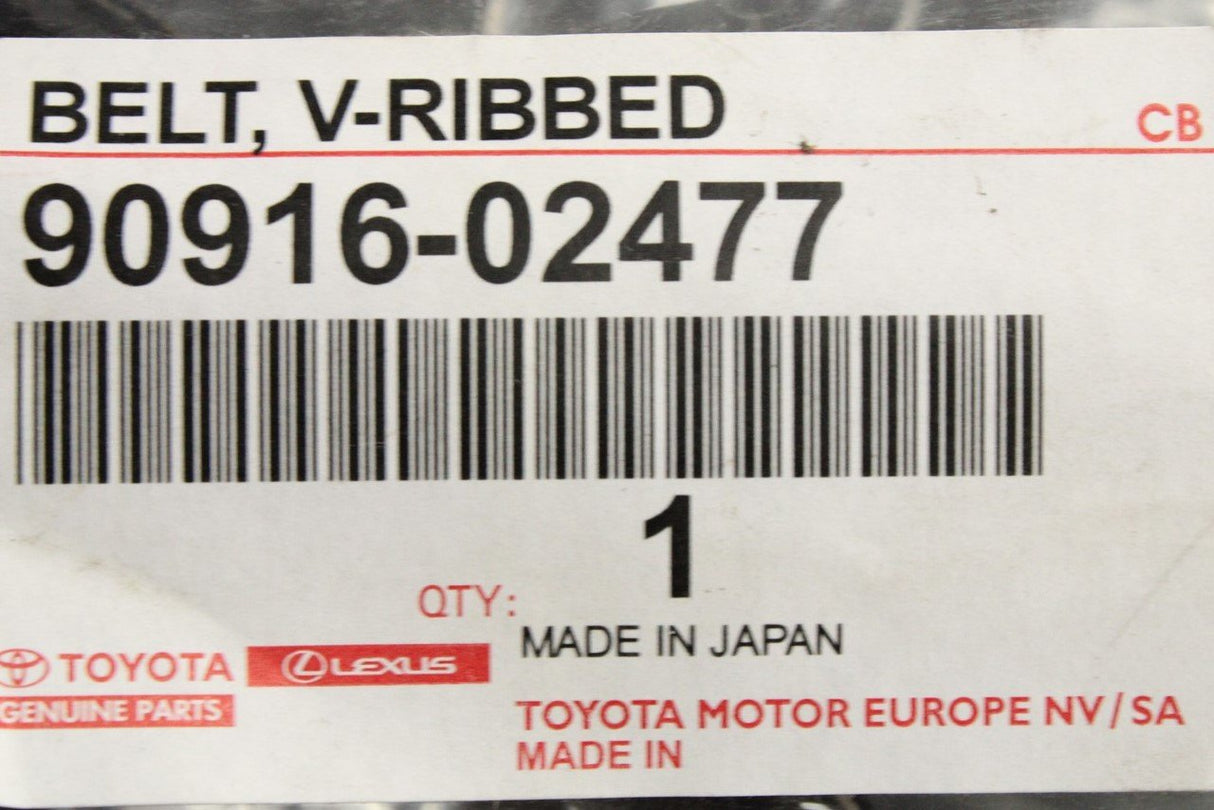 BELT, V-RIBBED
CB
90916-02477
1
QTY:
MADE IN JAPAN
TOYOTA
LEXUS
GENUINE PARTS
TOYOTA MOTOR EUROPE NV/SA
MADE IN